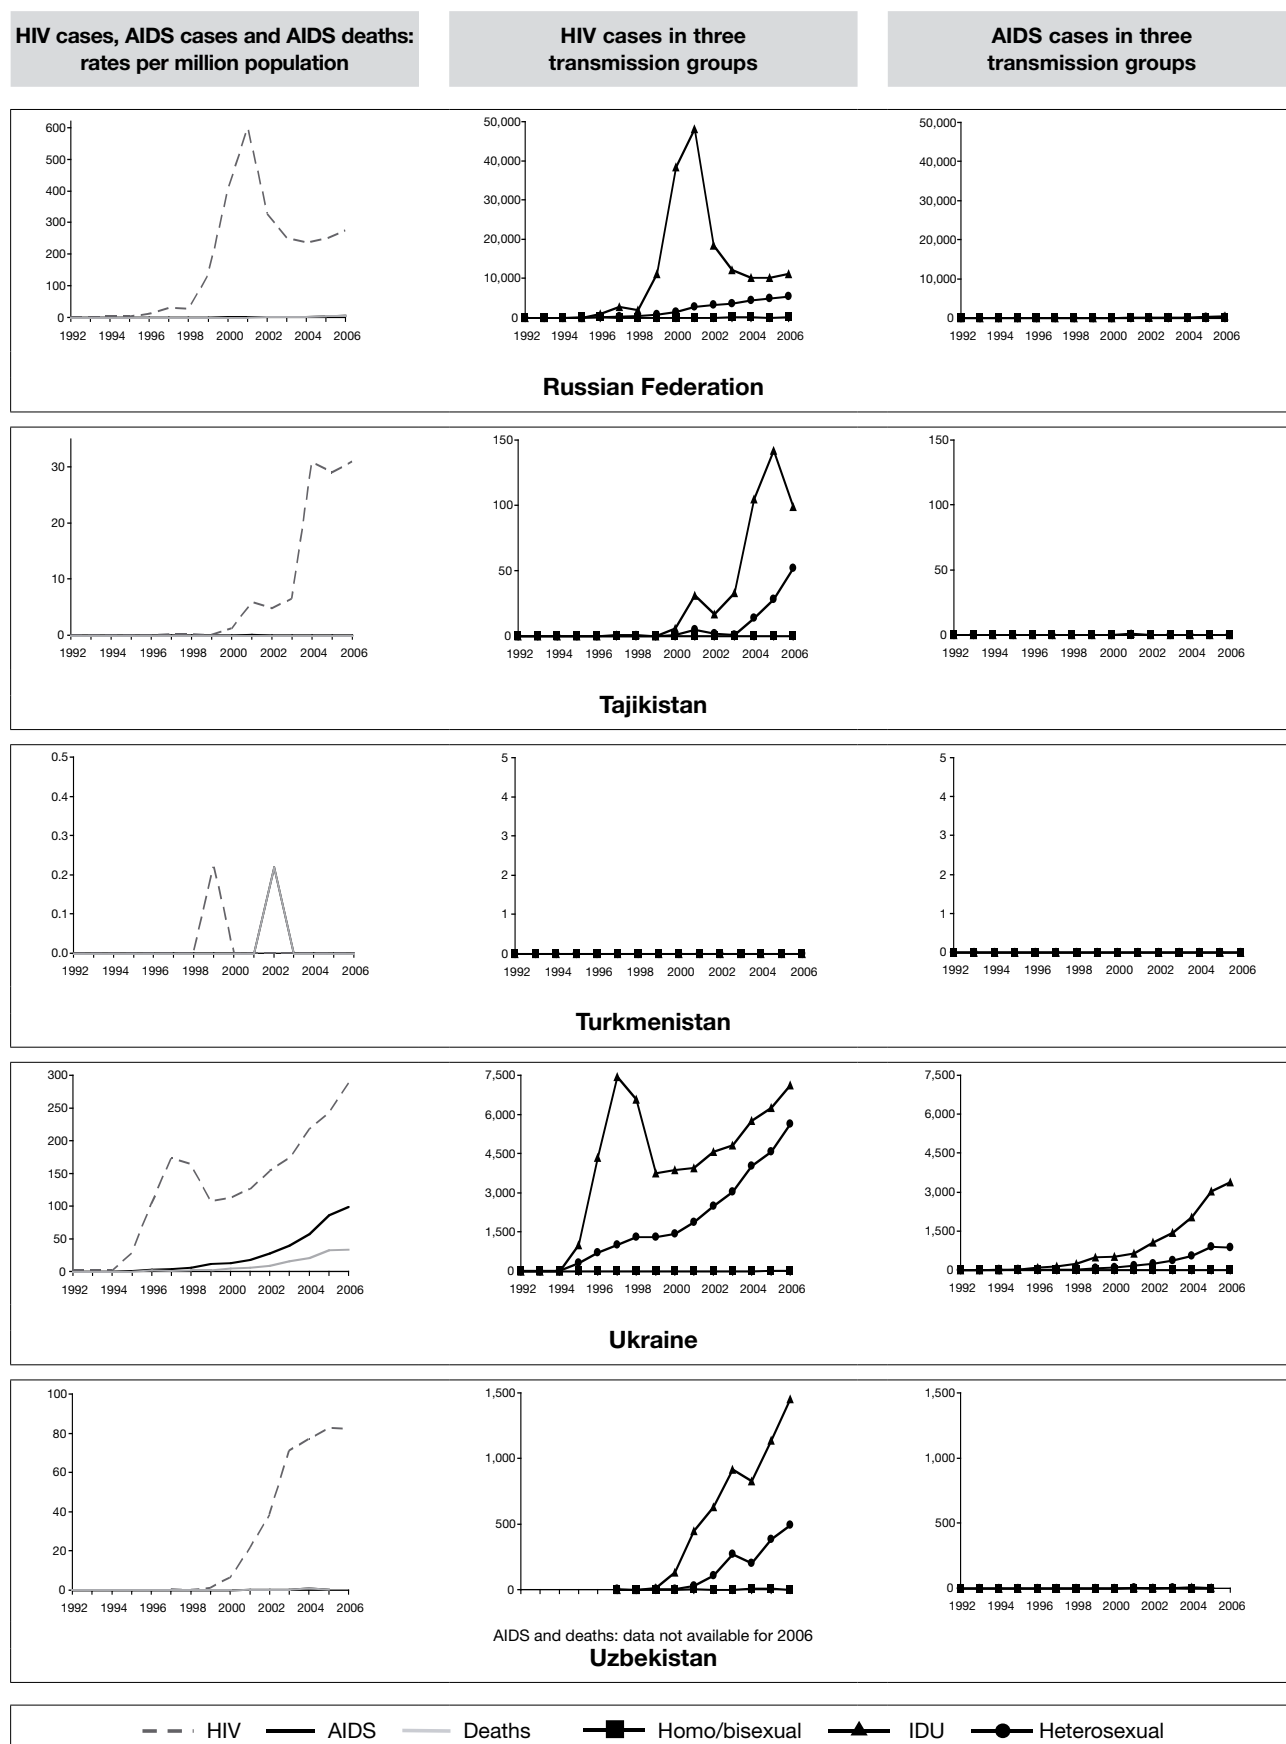 HIV cases, AIDS cases and AIDS deaths:
rates per million population
HIV cases in three
transmission groups
AIDS cases in three
transmission groups
600
500
400
300
200
100
0
1992 1994 1996 1998 2000 2002 2004 2006
50,000
40,000
30,000
20,000
10,000
0
1992 1994 1996 1998 2000 2002 2004 2006
50,000
40,000
30,000
20,000
10,000
0
1992 1994 1996 1998 2000 2002 2004 2006
Russian Federation
30
20
10
0
1992 1994 1996 1998 2000 2002 2004 2006
150
100
50
0
1992 1994 1996 1998 2000 2002 2004 2006
150
100
50
0
1992 1994 1996 1998 2000 2002 2004 2006
Tajikistan
0.5
0.4
0.3
0.2
0.1
0.0
1992 1994 1996 1998 2000 2002 2004 2006
5
4
3
2
1
0
1992 1994 1996 1998 2000 2002 2004 2006
5
4
3
2
1
0
1992 1994 1996 1998 2000 2002 2004 2006
Turkmenistan
300
250
200
150
100
50
0
1992 1994 1996 1998 2000 2002 2004 2006
7,500
6,000
4,500
3,000
1,500
0
1992 1994 1996 1998 2000 2002 2004 2006
7,500
6,000
4,500
3,000
1,500
0
1992 1994 1996 1998 2000 2002 2004 2006
Ukraine
100
80
60
40
20
0
1992 1994 1996 1998 2000 2002 2004 2006
1,500
1,000
500
0
1992 1994 1996 1998 2000 2002 2004 2006
1,500
1,000
500
0
1992 1994 1996 1998 2000 2002 2004 2006
AIDS and deaths: data not available for 2006
Uzbekistan
HIV AIDS Deaths Homo/bisexual IDU Heterosexual